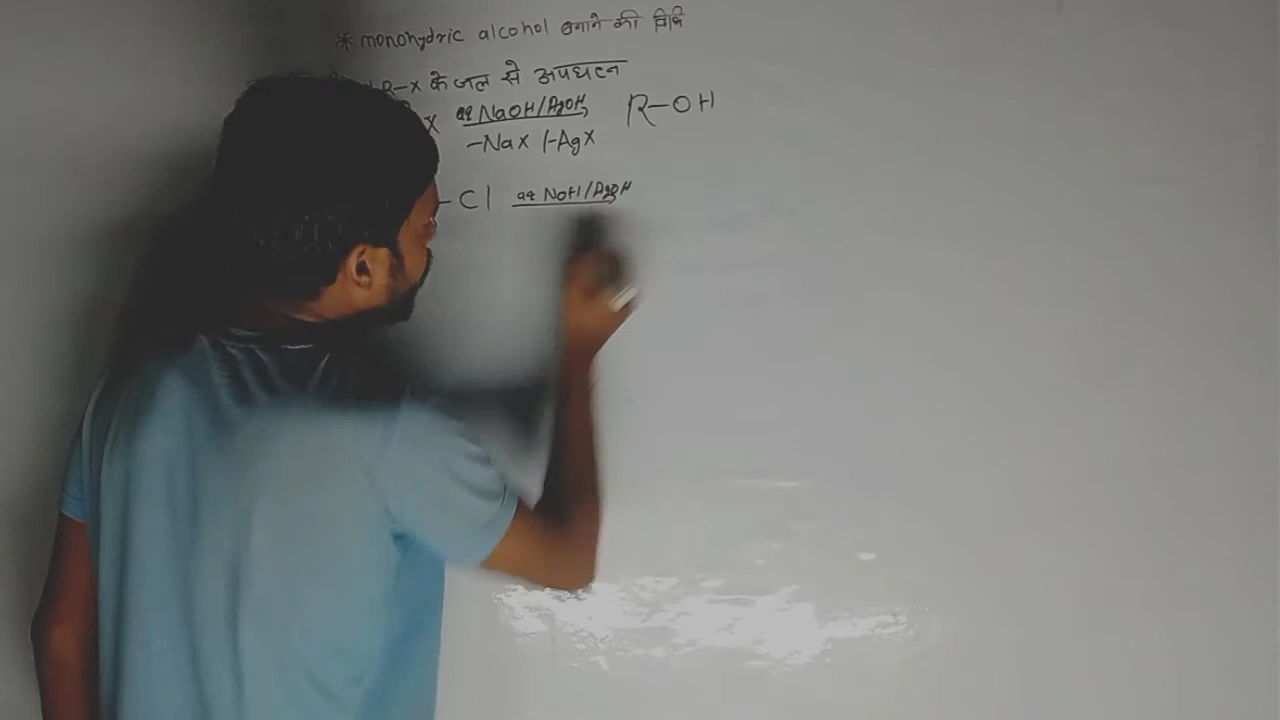 * monohydric alcohol बनाने की विधि
R-X के जल से अपघटन
X aq NaOH/AgOH R-OH
-NaX /-AgX
-Cl aq NaOH/AgOH